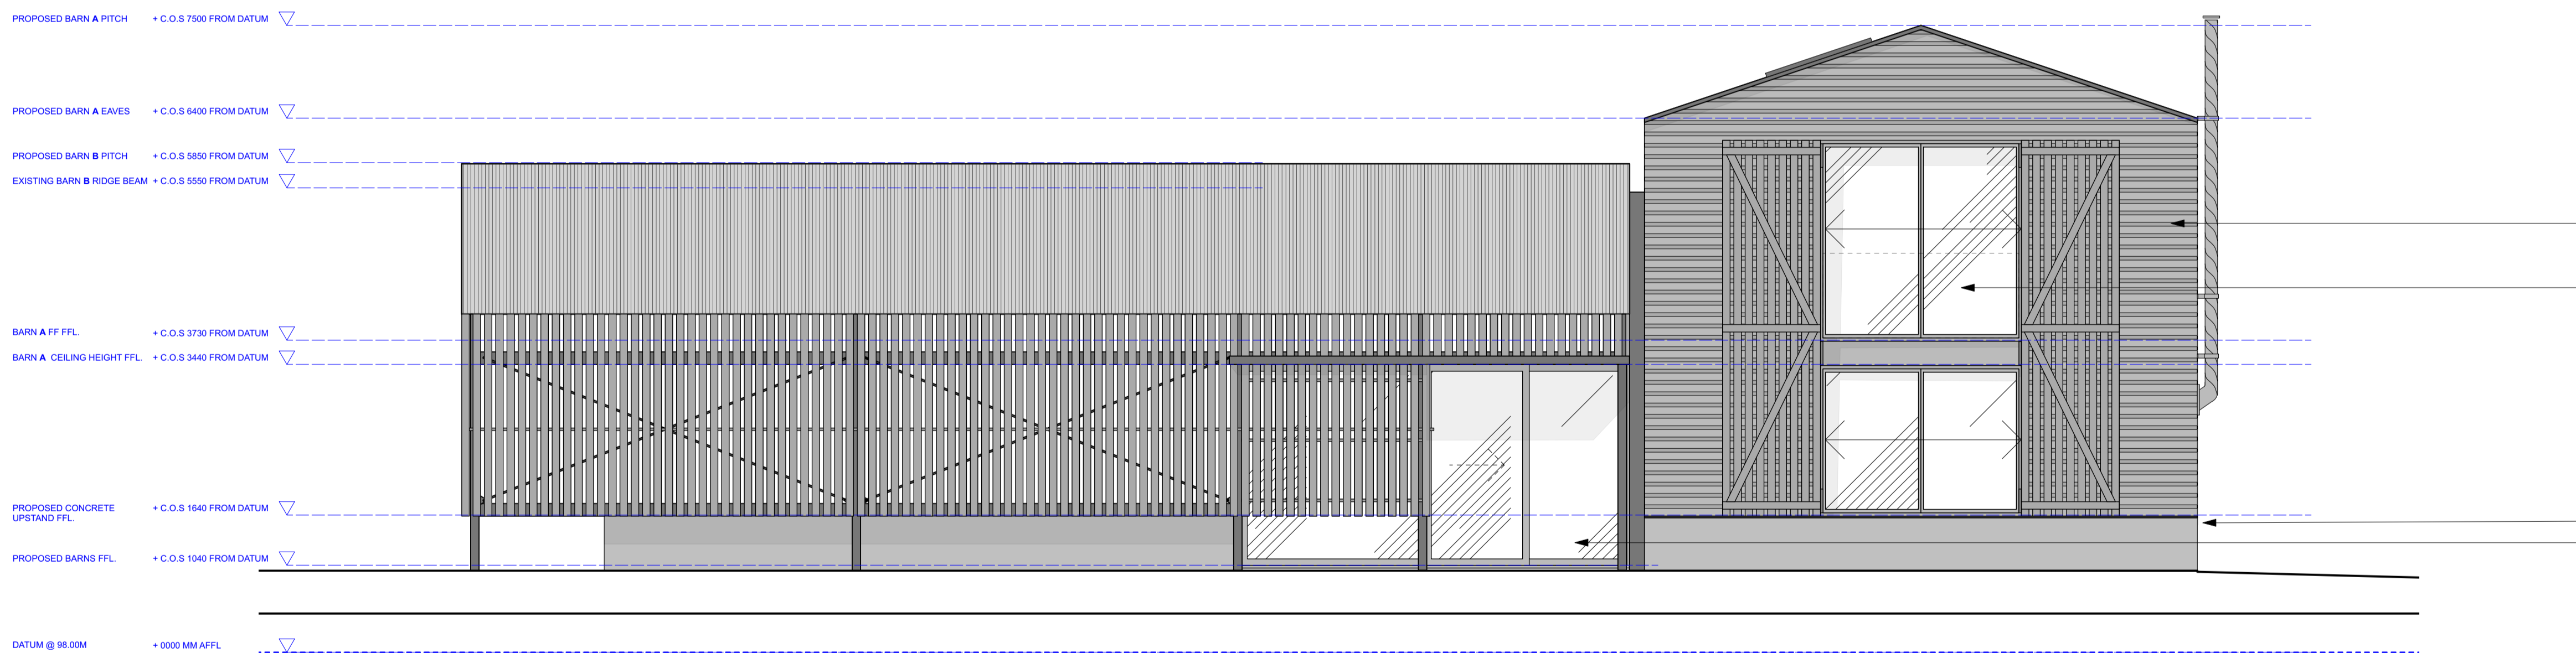 PROPOSED BARN A PITCH + C.O.S 7500 FROM DATUM
PROPOSED BARN A EAVES + C.O.S 6400 FROM DATUM
PROPOSED BARN B PITCH + C.O.S 5850 FROM DATUM
EXISTING BARN B RIDGE BEAM + C.O.S 5550 FROM DATUM
BARN A FF FFL. + C.O.S 3730 FROM DATUM
BARN A CEILING HEIGHT FFL. + C.O.S 3440 FROM DATUM
PROPOSED CONCRETE + C.O.S 1640 FROM DATUM
UPSTAND FFL.
PROPOSED BARNS FFL. + C.O.S 1040 FROM DATUM
DATUM @ 98.00M + 0000 MM AFFL